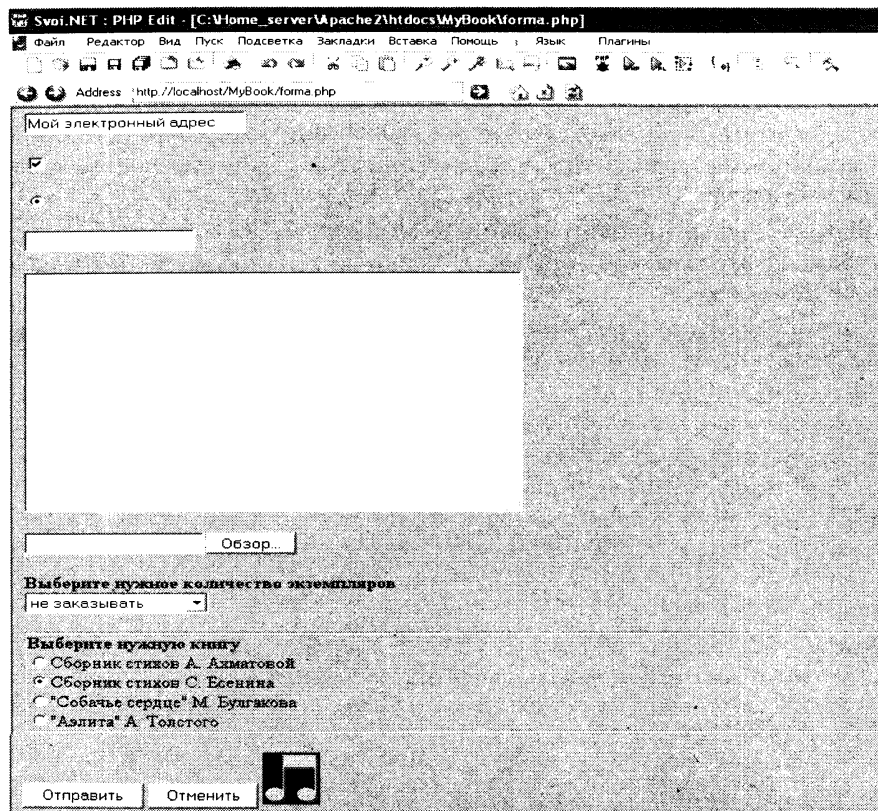 Svoi.NET : PHP Edit - [C:\Home_server\Apache2\htdocs\MyBook\forma.php]
Файл Редактор Вид Пуск Подсветка Закладки Вставка Помощь Язык Плагины
Address http://localhost/MyBook/forma.php
Мой электронный адрес
Обзор...
Выберите нужное количество экземпляров
не заказывать
Выберите нужную книгу
Сборник стихов А. Ахматовой
Сборник стихов С. Есенина
"Собачье сердце" М. Булгакова
"Аэлита" А. Толстого
Отправить Отменить